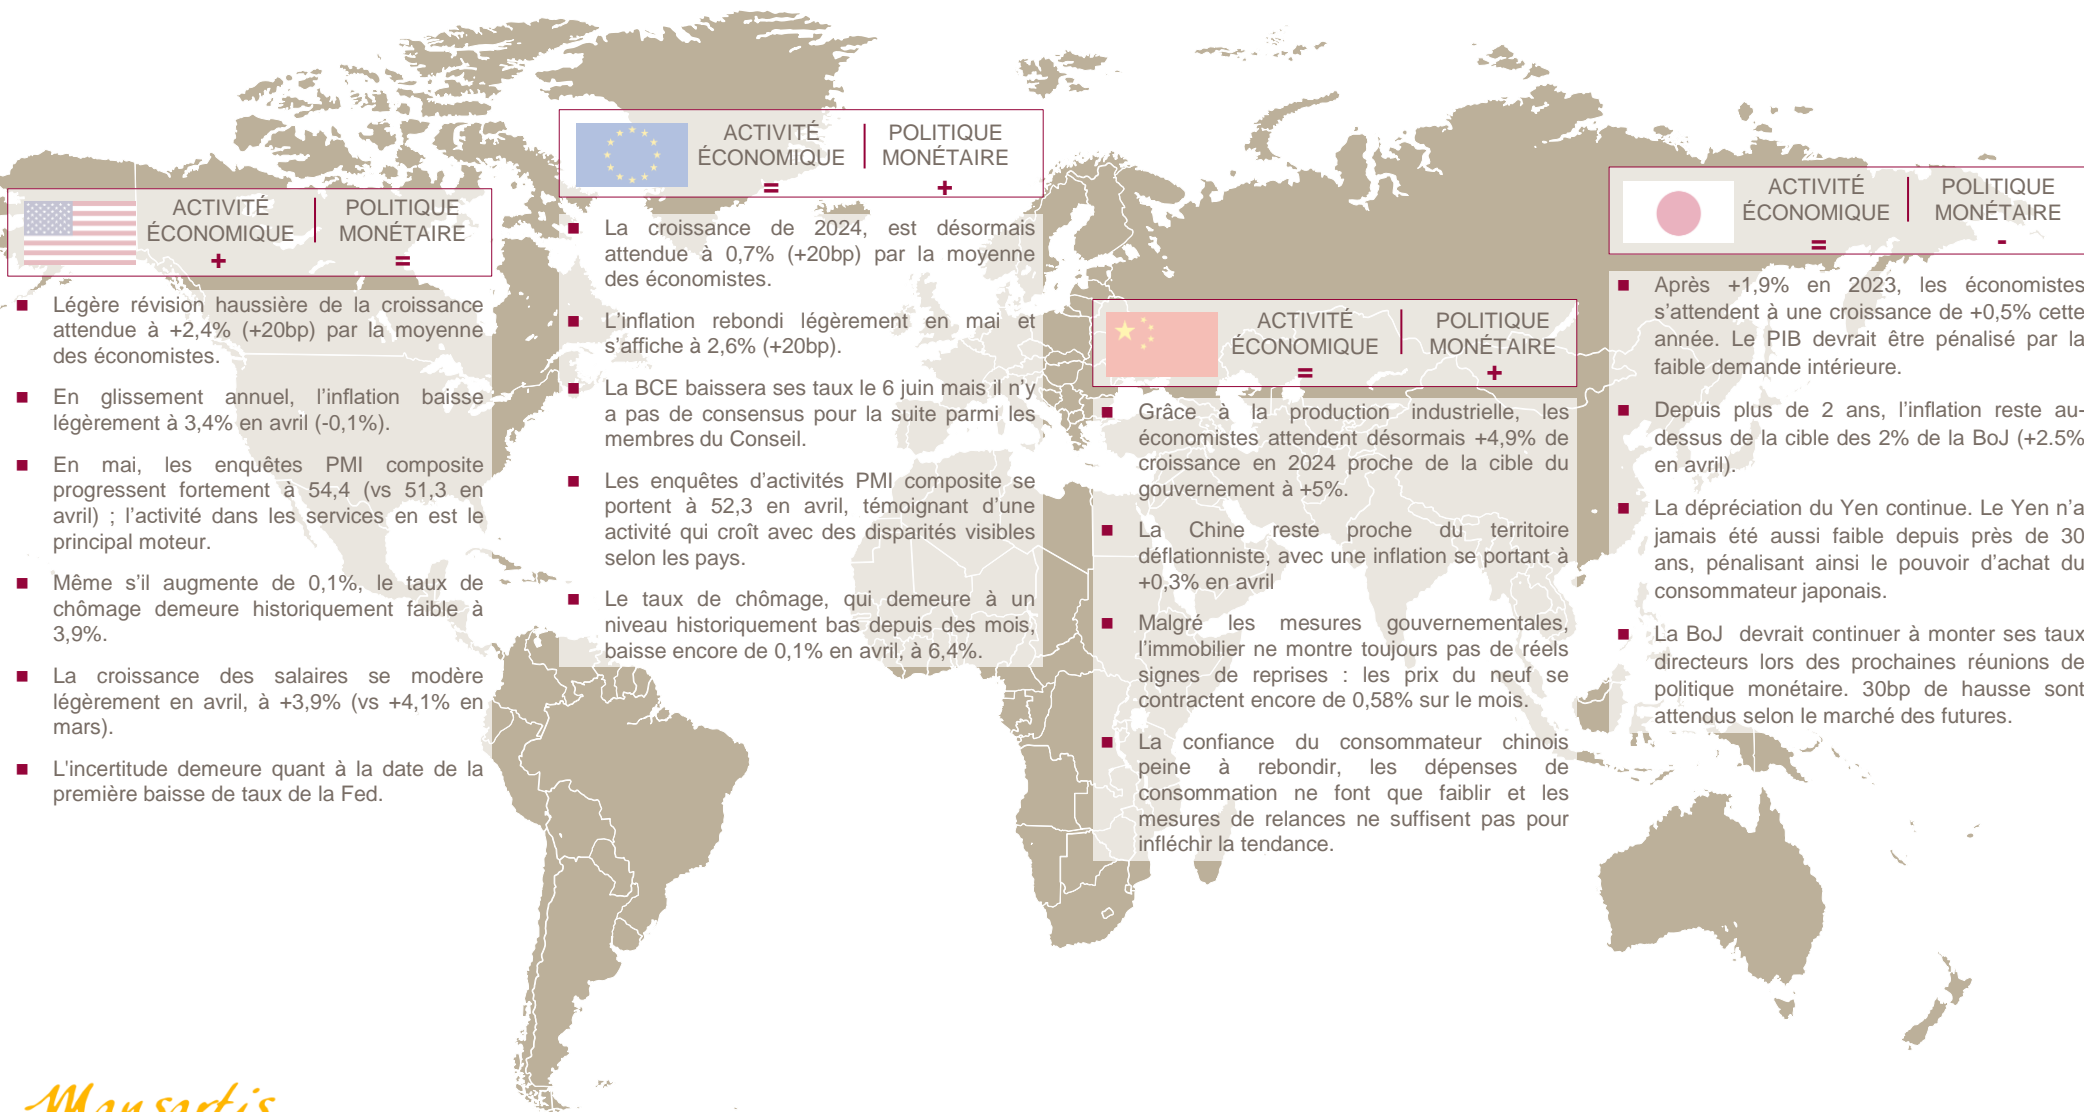 ACTIVITÉ
ÉCONOMIQUE
+
POLITIQUE
MONÉTAIRE
=
■ Légère révision haussière de la croissance
attendue à +2,4% (+20bp) par la moyenne
des économistes.
■ En glissement annuel, l’inflation baisse
légèrement à 3,4% en avril (-0,1%).
■ En mai, les enquêtes PMI composite
progressent fortement à 54,4 (vs 51,3 en
avril) ; l’activité dans les services en est le
principal moteur.
■ Même s’il augmente de 0,1%, le taux de
chômage demeure historiquement faible à
3,9%.
■ La croissance des salaires se modère
légèrement en avril, à +3,9% (vs +4,1% en
mars).
■ L'incertitude demeure quant à la date de la
première baisse de taux de la Fed.
ACTIVITÉ
ÉCONOMIQUE
=
POLITIQUE
MONÉTAIRE
+
■ La croissance de 2024, est désormais
attendue à 0,7% (+20bp) par la moyenne
des économistes.
■ L’inflation rebondi légèrement en mai et
s’affiche à 2,6% (+20bp).
■ La BCE baissera ses taux le 6 juin mais il n’y
a pas de consensus pour la suite parmi les
membres du Conseil.
■ Les enquêtes d’activités PMI composite se
portent à 52,3 en avril, témoignant d’une
activité qui croît avec des disparités visibles
selon les pays.
■ Le taux de chômage, qui demeure à un
niveau historiquement bas depuis des mois,
baisse encore de 0,1% en avril, à 6,4%.
ACTIVITÉ
ÉCONOMIQUE
=
POLITIQUE
MONÉTAIRE
+
■ Grâce à la production industrielle, les
économistes attendent désormais +4,9% de
croissance en 2024 proche de la cible du
gouvernement à +5%.
■ La Chine reste proche du territoire
déflationniste, avec une inflation se portant à
+0,3% en avril
■ Malgré les mesures gouvernementales,
l’immobilier ne montre toujours pas de réels
signes de reprises : les prix du neuf se
contractent encore de 0,58% sur le mois.
■ La confiance du consommateur chinois
peine à rebondir, les dépenses de
consommation ne font que faiblir et les
mesures de relances ne suffisent pas pour
infléchir la tendance.
ACTIVITÉ
ÉCONOMIQUE
=
POLITIQUE
MONÉTAIRE
-
■ Après +1,9% en 2023, les économistes
s’attendent à une croissance de +0,5% cette
année. Le PIB devrait être pénalisé par la
faible demande intérieure.
■ Depuis plus de 2 ans, l’inflation reste au-
dessus de la cible des 2% de la BoJ (+2.5%
en avril).
■ La dépréciation du Yen continue. Le Yen n’a
jamais été aussi faible depuis près de 30
ans, pénalisant ainsi le pouvoir d’achat du
consommateur japonais.
■ La BoJ devrait continuer à monter ses taux
directeurs lors des prochaines réunions de
politique monétaire. 30bp de hausse sont
attendus selon le marché des futures.
Mansartis